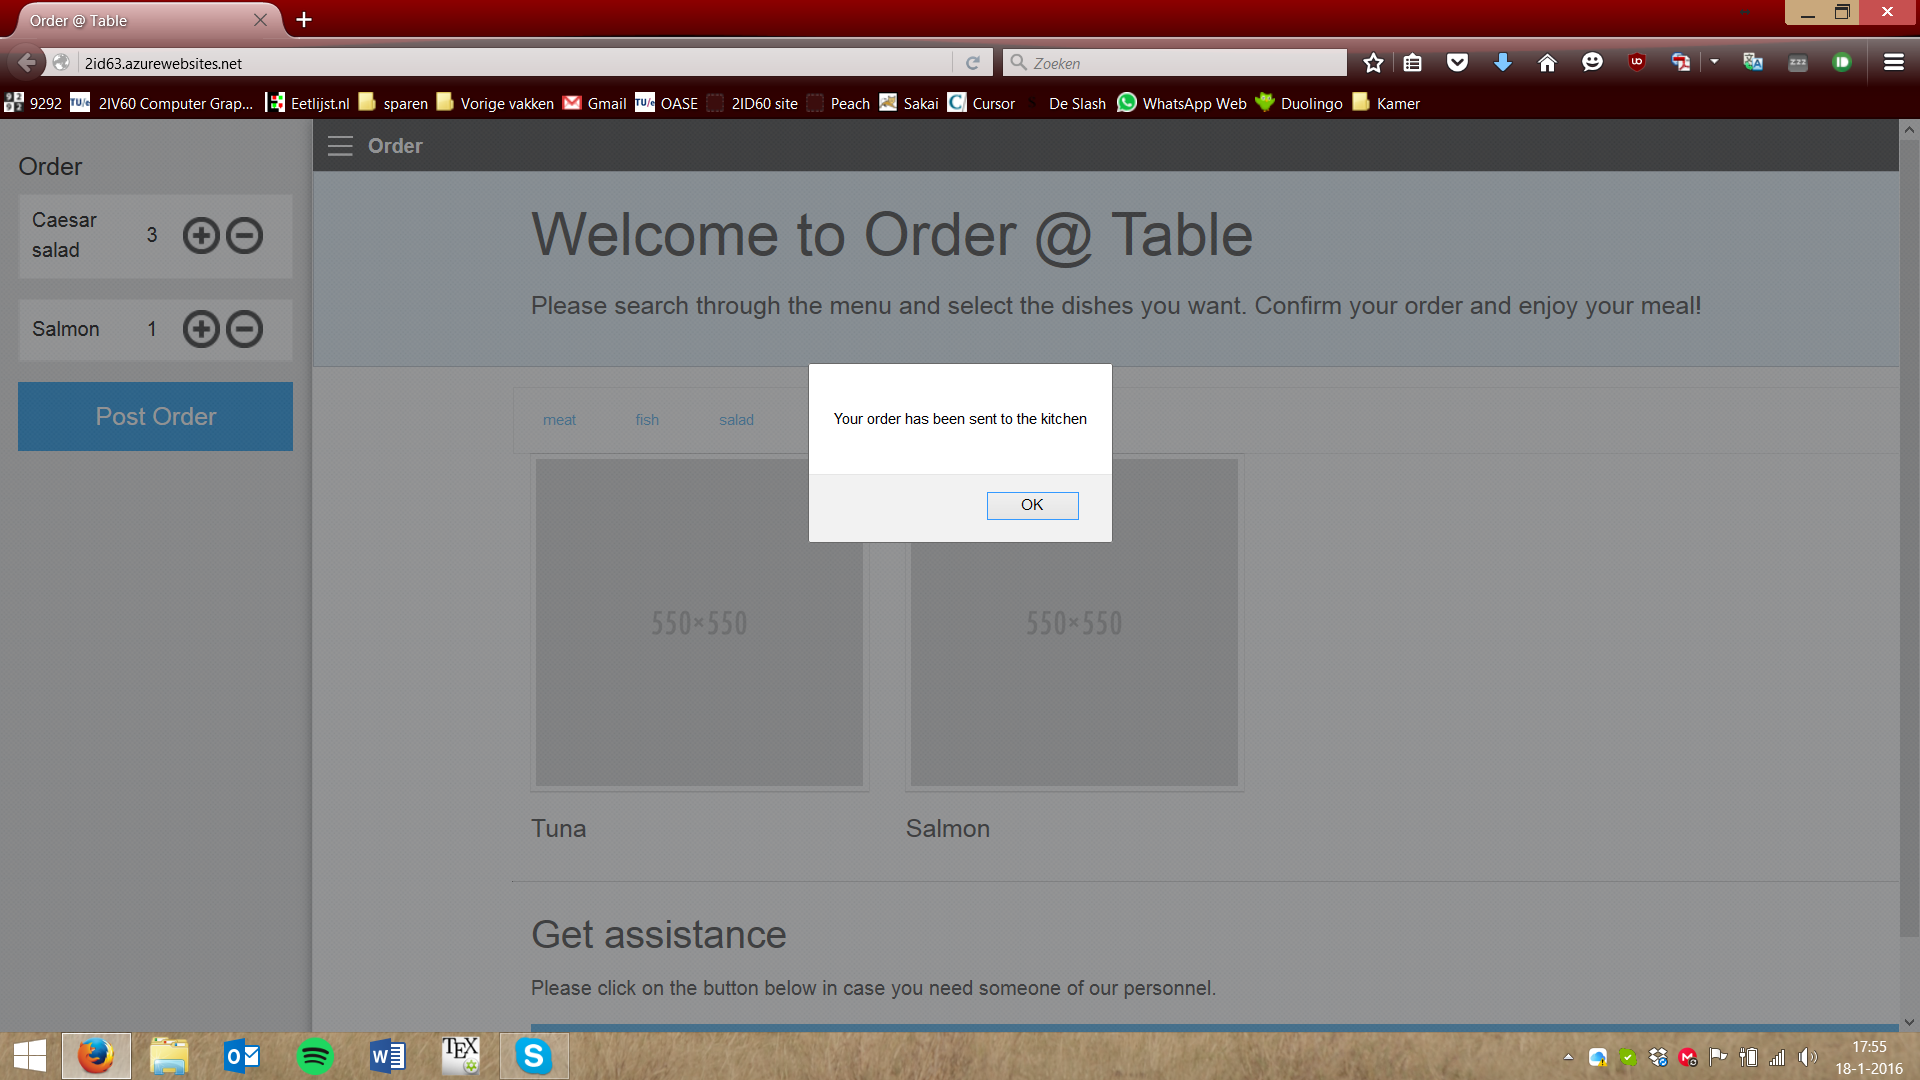 Order @ Table
2id63.azurewebsites.net
Zoeken
9292 TU/e 2IV60 Computer Grap... Eetlijst.nl sparen Vorige vakken Gmail TU/e OASE 2ID60 site Peach Sakai Cursor De Slash WhatsApp Web Duolingo Kamer
Order
Caesar
salad
3
Salmon 1
Post Order
Order
Welcome to Order @ Table
Please search through the menu and select the dishes you want. Confirm your order and enjoy your meal!
meat fish salad
Your order has been sent to the kitchen
OK
550×550
550×550
Tuna
Salmon
Get assistance
Please click on the button below in case you need someone of our personnel.
17:55
18-1-2016